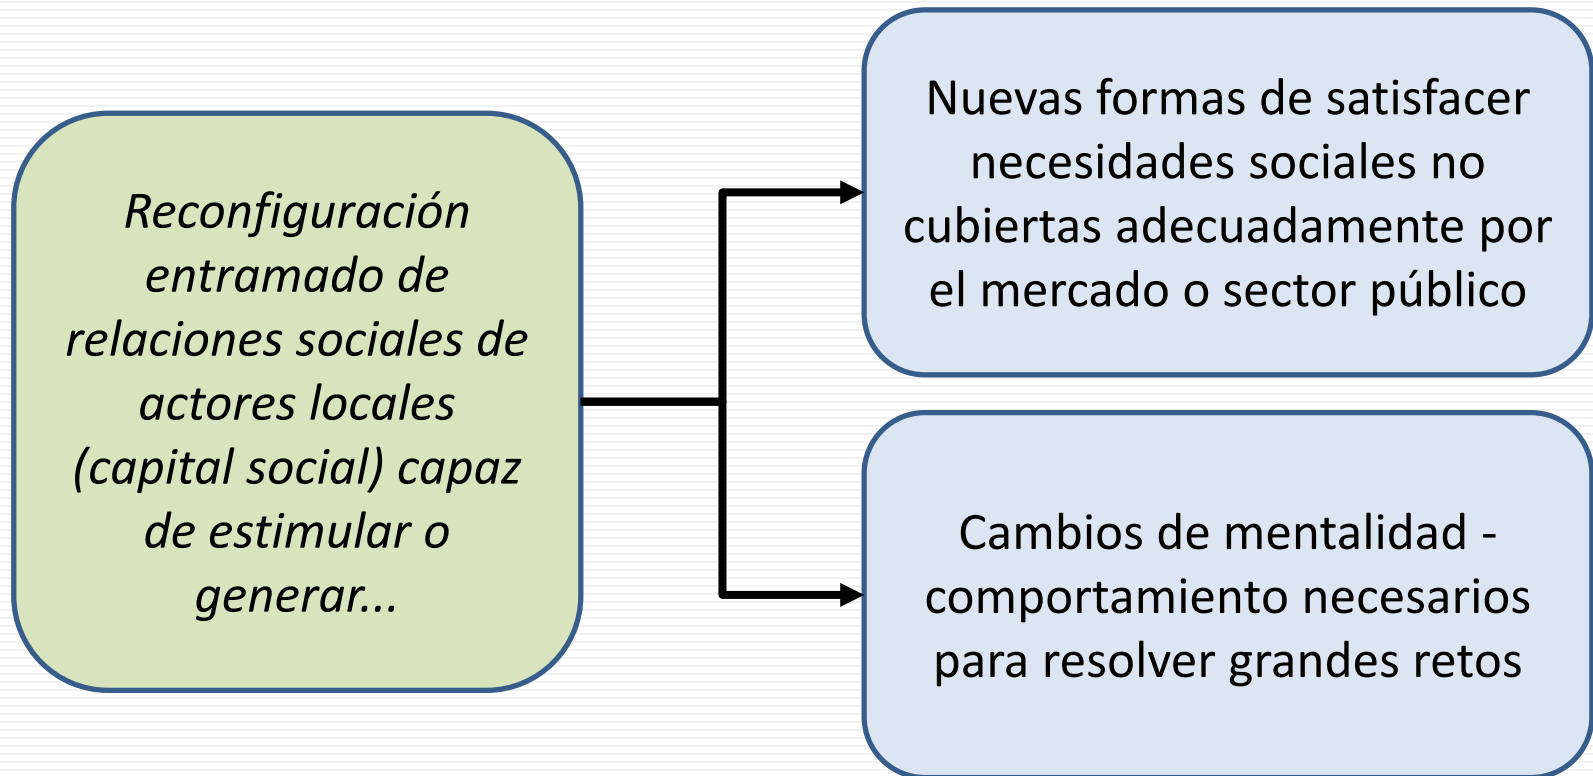 Reconfiguración
entramado de
relaciones sociales de
actores locales
(capital social) capaz
de estimular o
generar...
Nuevas formas de satisfacer
necesidades sociales no
cubiertas adecuadamente por
el mercado o sector público
Cambios de mentalidad -
comportamiento necesarios
para resolver grandes retos